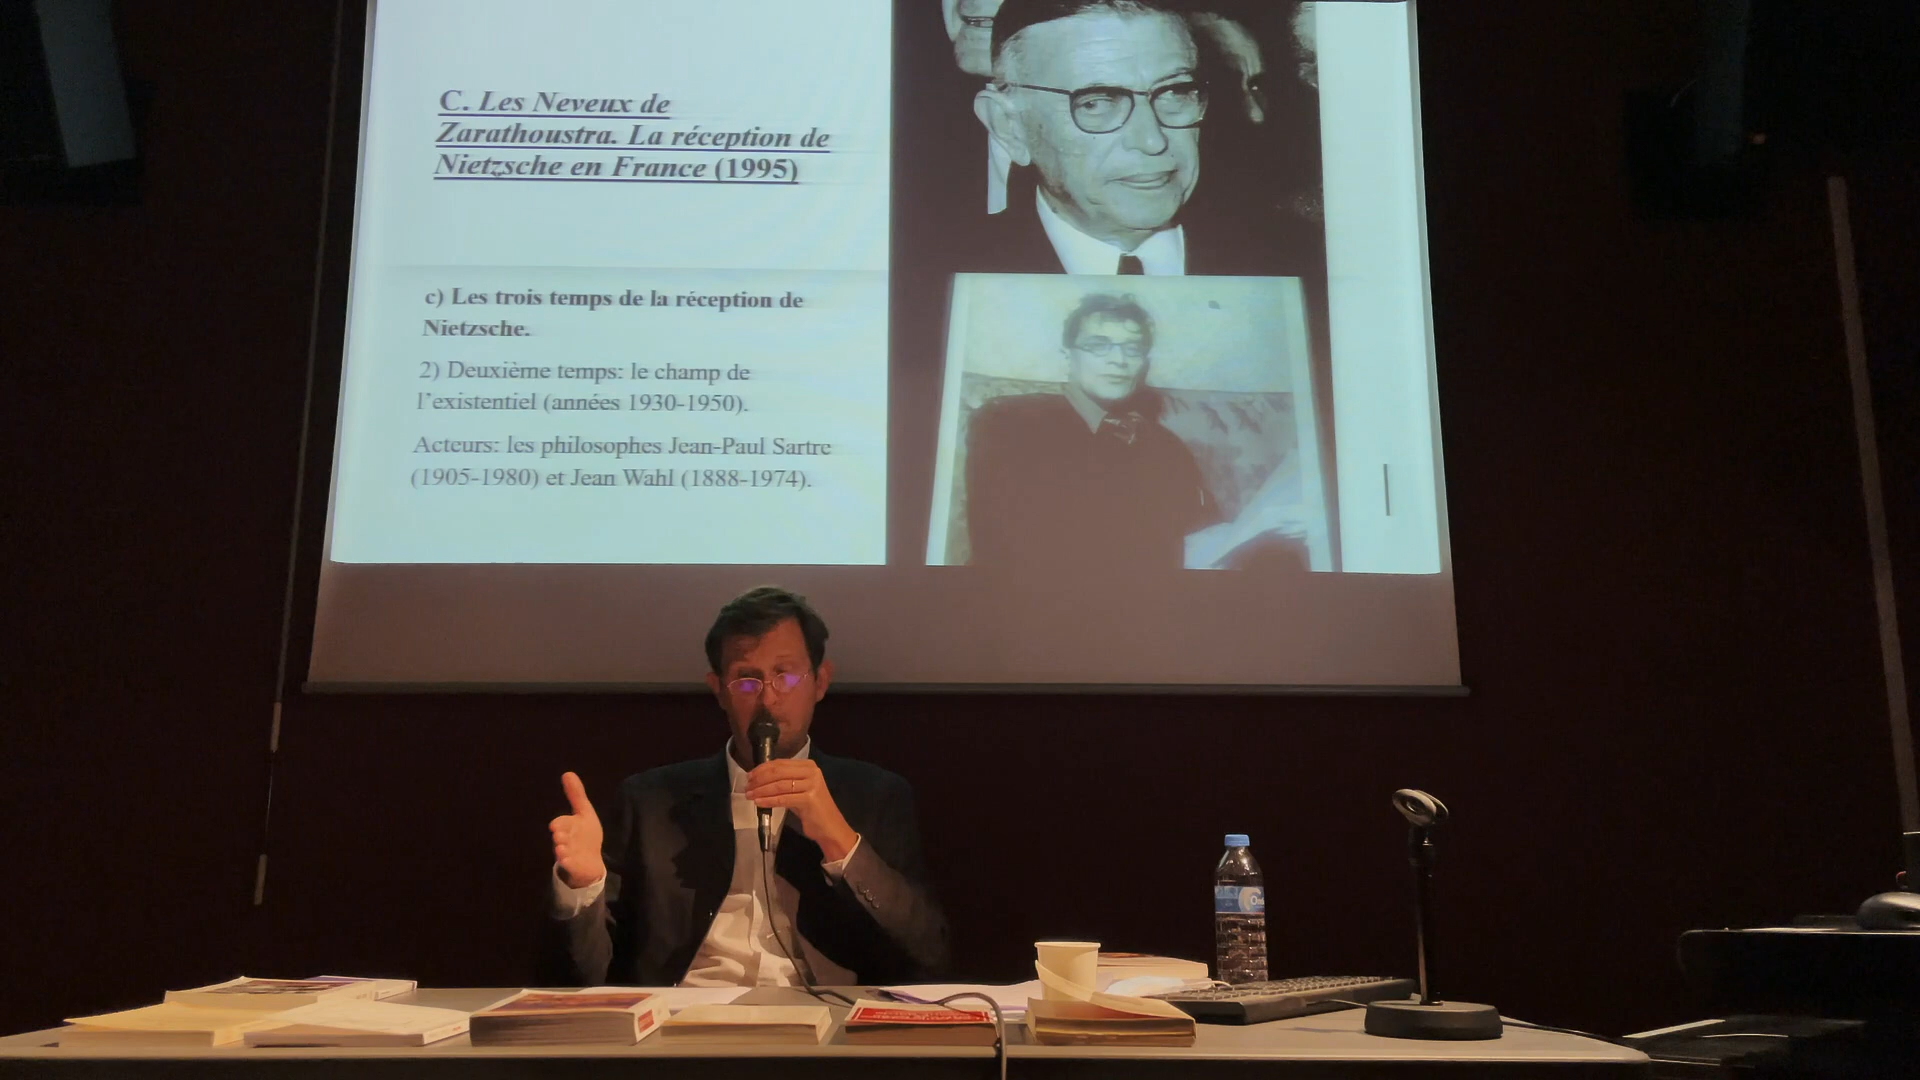 C. Les Neveux de
Zarathoustra. La réception de
Nietzsche en France (1995)
c) Les trois temps de la réception de
Nietzsche.
2) Deuxième temps: le champ de
l’existentiel (années 1930-1950).
Acteurs: les philosophes Jean-Paul Sartre
(1905-1980) et Jean Wahl (1888-1974).